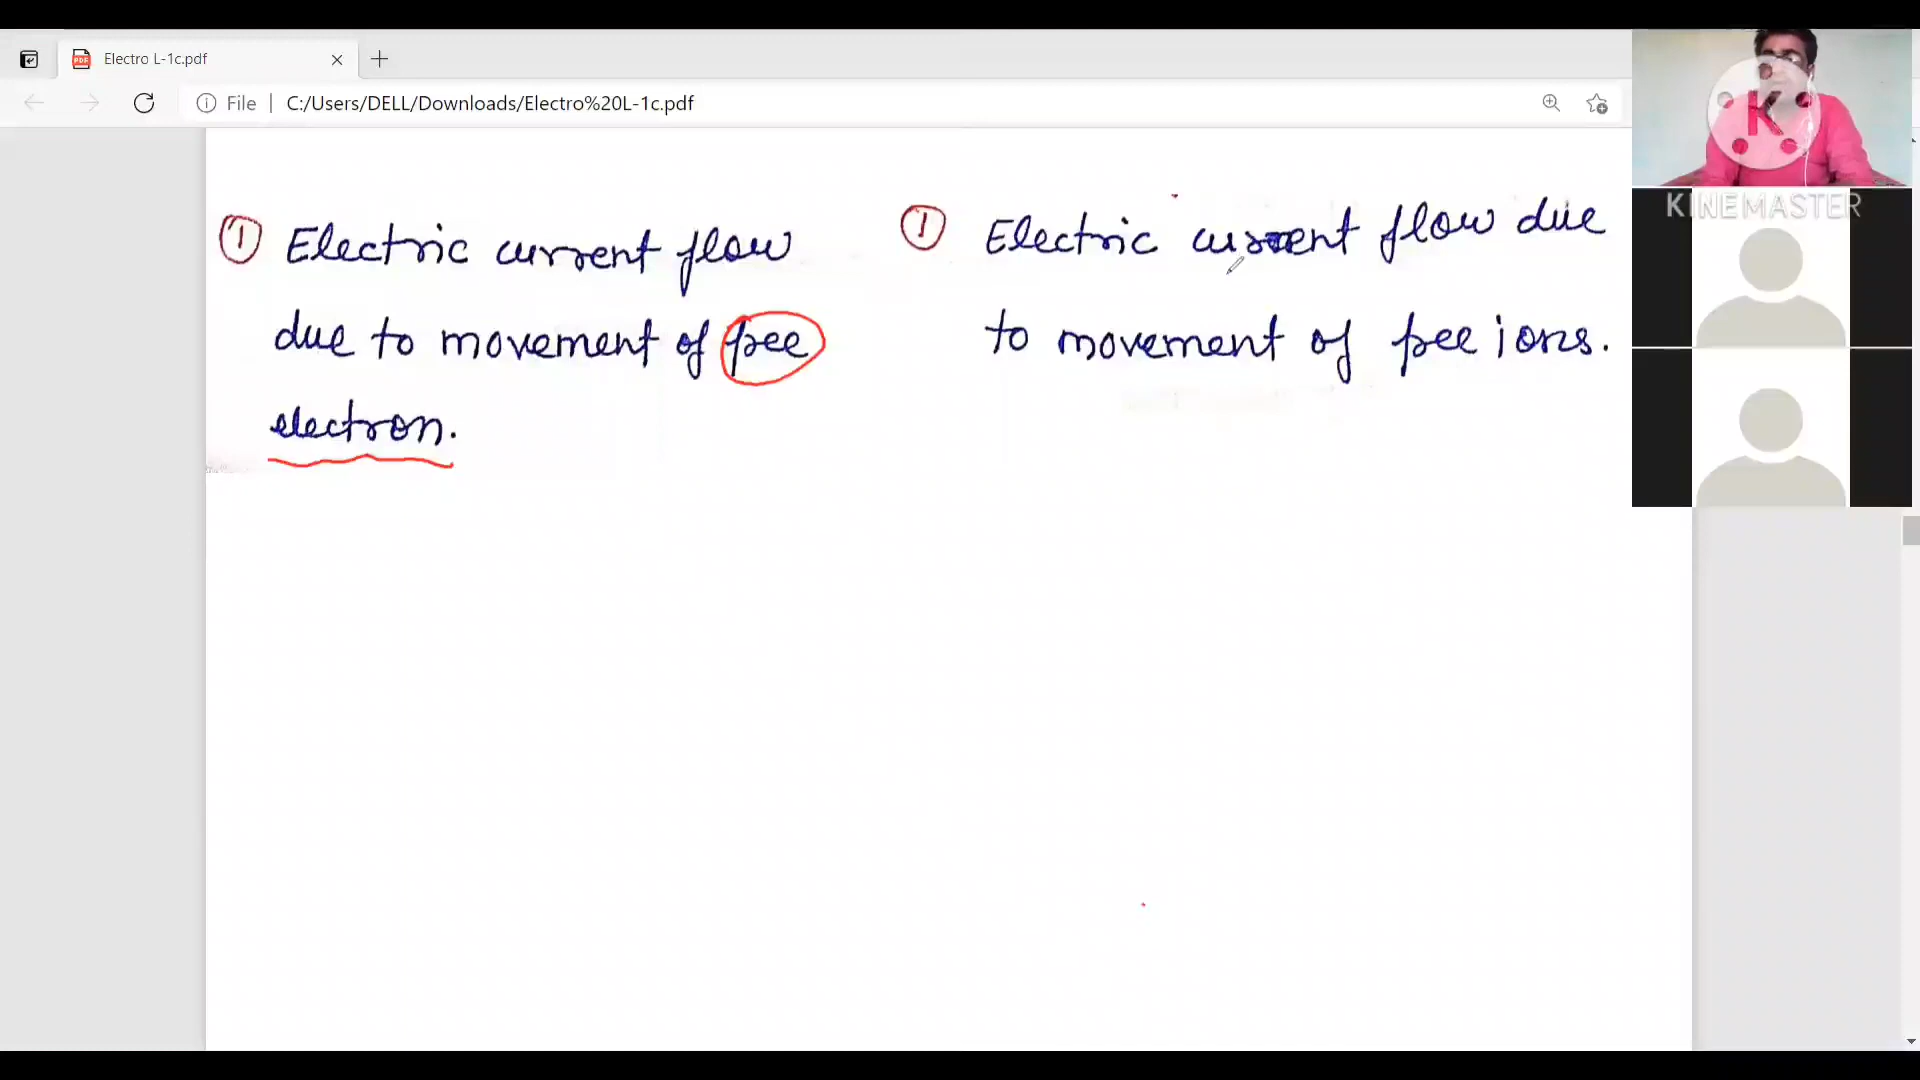 Electro L-1c.pdf
File | C:/Users/DELL/Downloads/Electro%20L-1c.pdf
KINEMASTER
① Electric current flow
due to movement of free
electron.
① Electric current flow due
to movement of free ions.